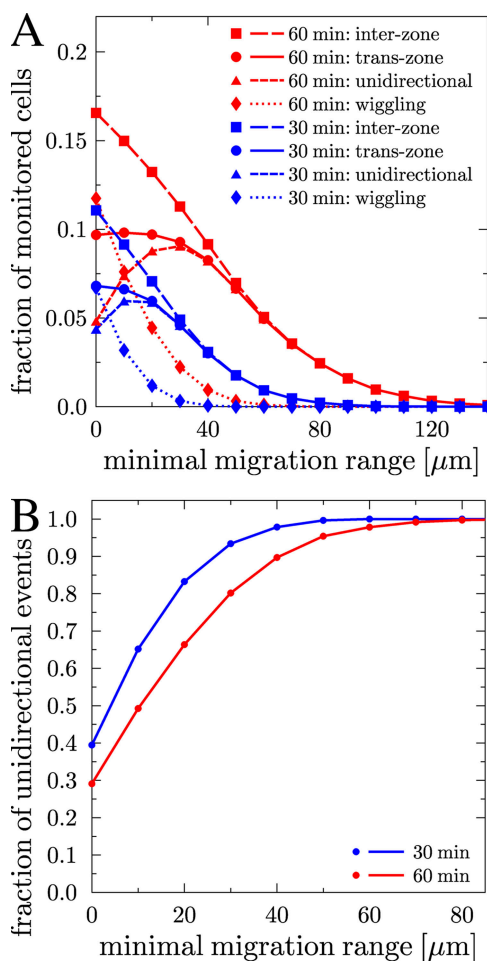 A
0.2
0.15
0.1
0.05
0.0
fraction of monitored cells
60 min: inter-zone
60 min: trans-zone
60 min: unidirectional
60 min: wiggling
30 min: inter-zone
30 min: trans-zone
30 min: unidirectional
30 min: wiggling
0 40 80 120
minimal migration range [μm]
B
1.0
0.9
0.8
0.7
0.6
0.5
0.4
0.3
0.2
0.1
0.0
fraction of unidirectional events
30 min
60 min
0 20 40 60 80
minimal migration range [μm]